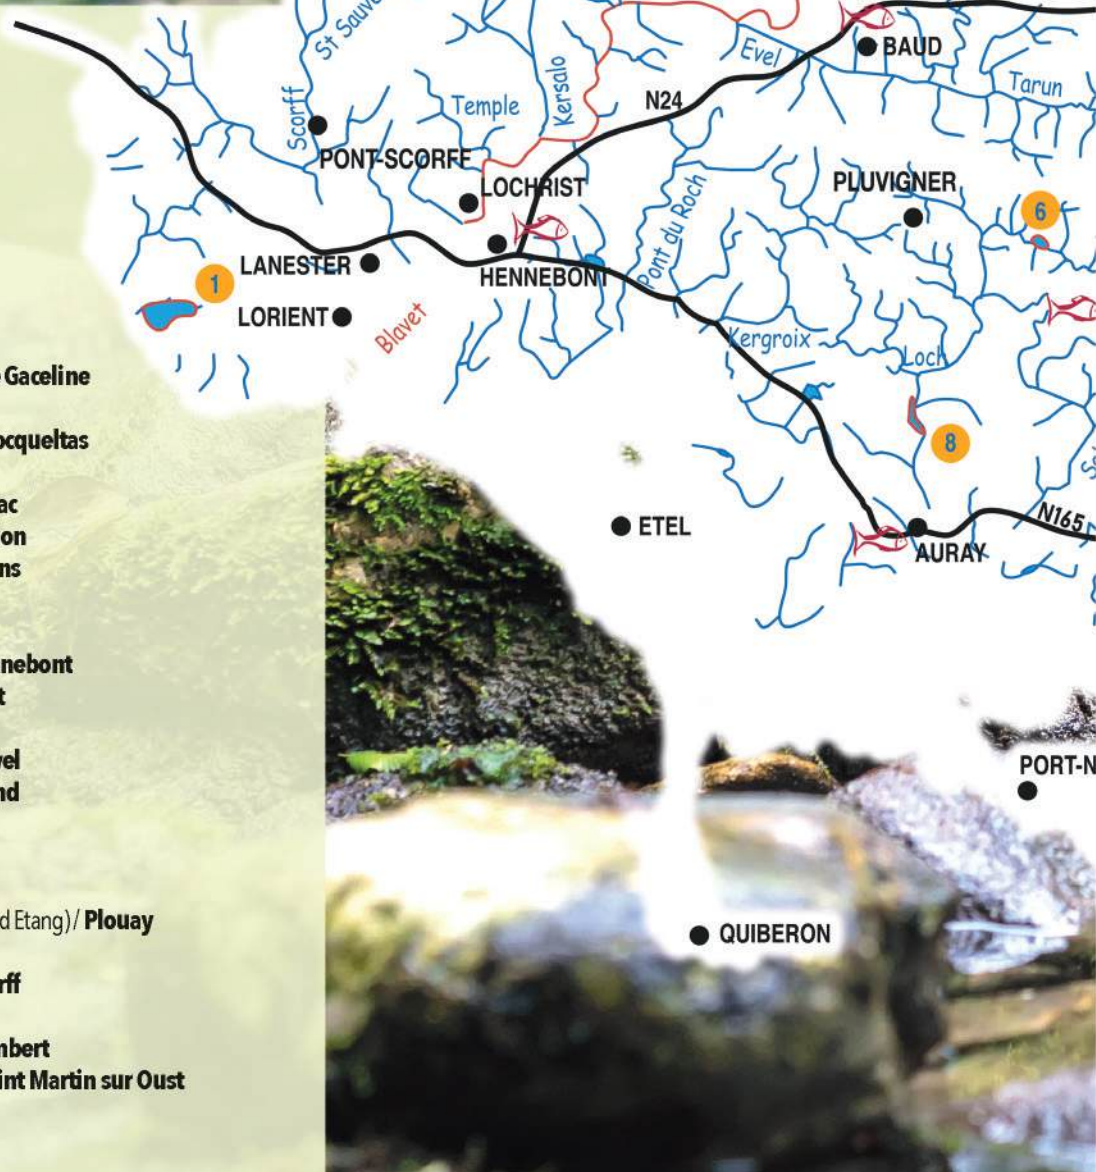 St Sauve
Scorff
Kersalo
Temple
Evel
BAUD
Tarun
N24
PONT-SCORFF
LOCHRIST
Pont du Roch
PLUVIGNER
6
1
LANESTER
HENNEBONT
LORIENT
Blavet
Kergroix
Loch
8
N165
ETEL
AURAY
PORT-N
QUIBERON
Gaceline
ocqueltas
ac
on
ns
nebont
t
vel
nd
d Etang) / Plouay
rff
nbert
int Martin sur Oust